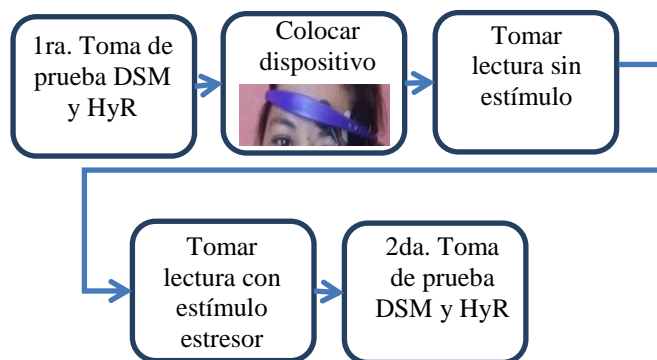 1ra. Toma de
prueba DSM
y HyR
Colocar
dispositivo
Tomar
lectura sin
estímulo
Tomar
lectura con
estímulo
estresor
2da. Toma
de prueba
DSM y HyR